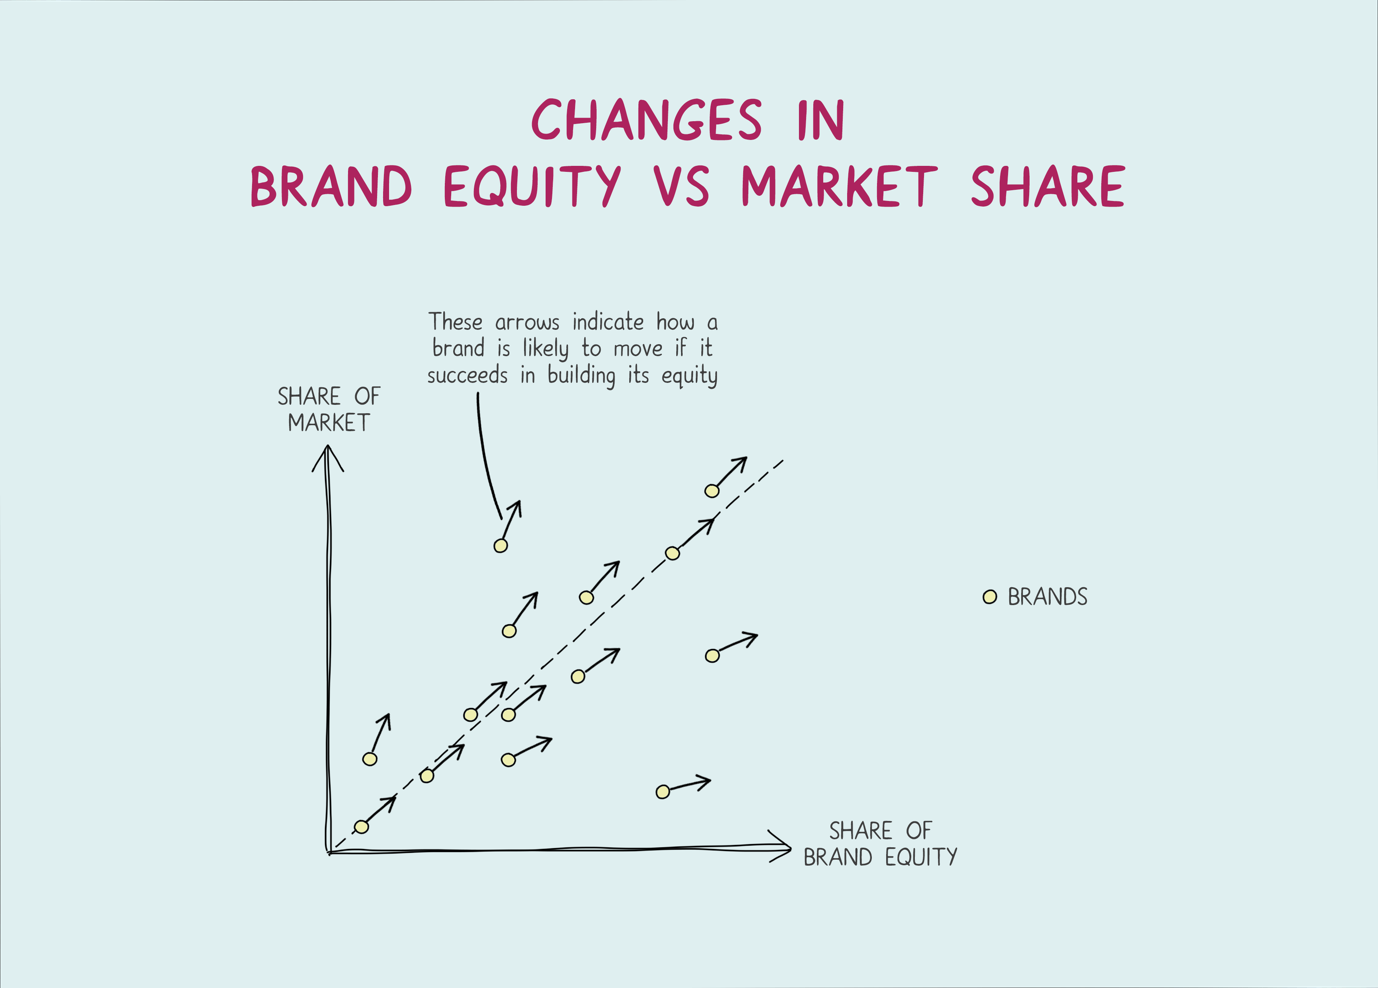 CHANGES IN
BRAND EQUITY VS MARKET SHARE
These arrows indicate how a
brand is likely to move if it
succeeds in building its equity
SHARE OF
MARKET
BRANDS
SHARE OF
BRAND EQUITY